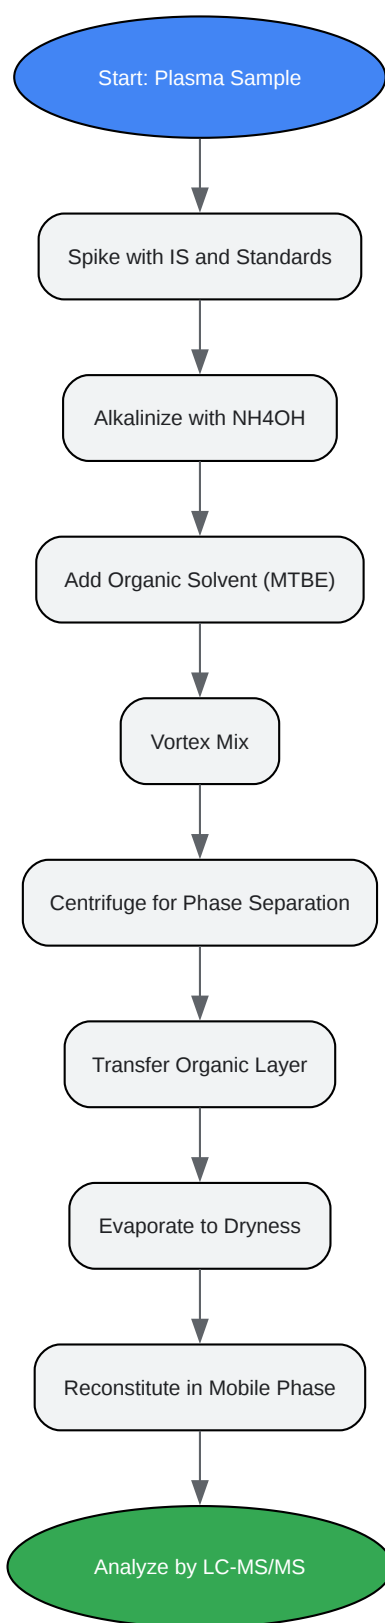 Start: Plasma Sample
Spike with IS and Standards
Alkalinize with NH4OH
Add Organic Solvent (MTBE)
Vortex Mix
Centrifuge for Phase Separation
Transfer Organic Layer
Evaporate to Dryness
Reconstitute in Mobile Phase
Analyze by LC-MS/MS